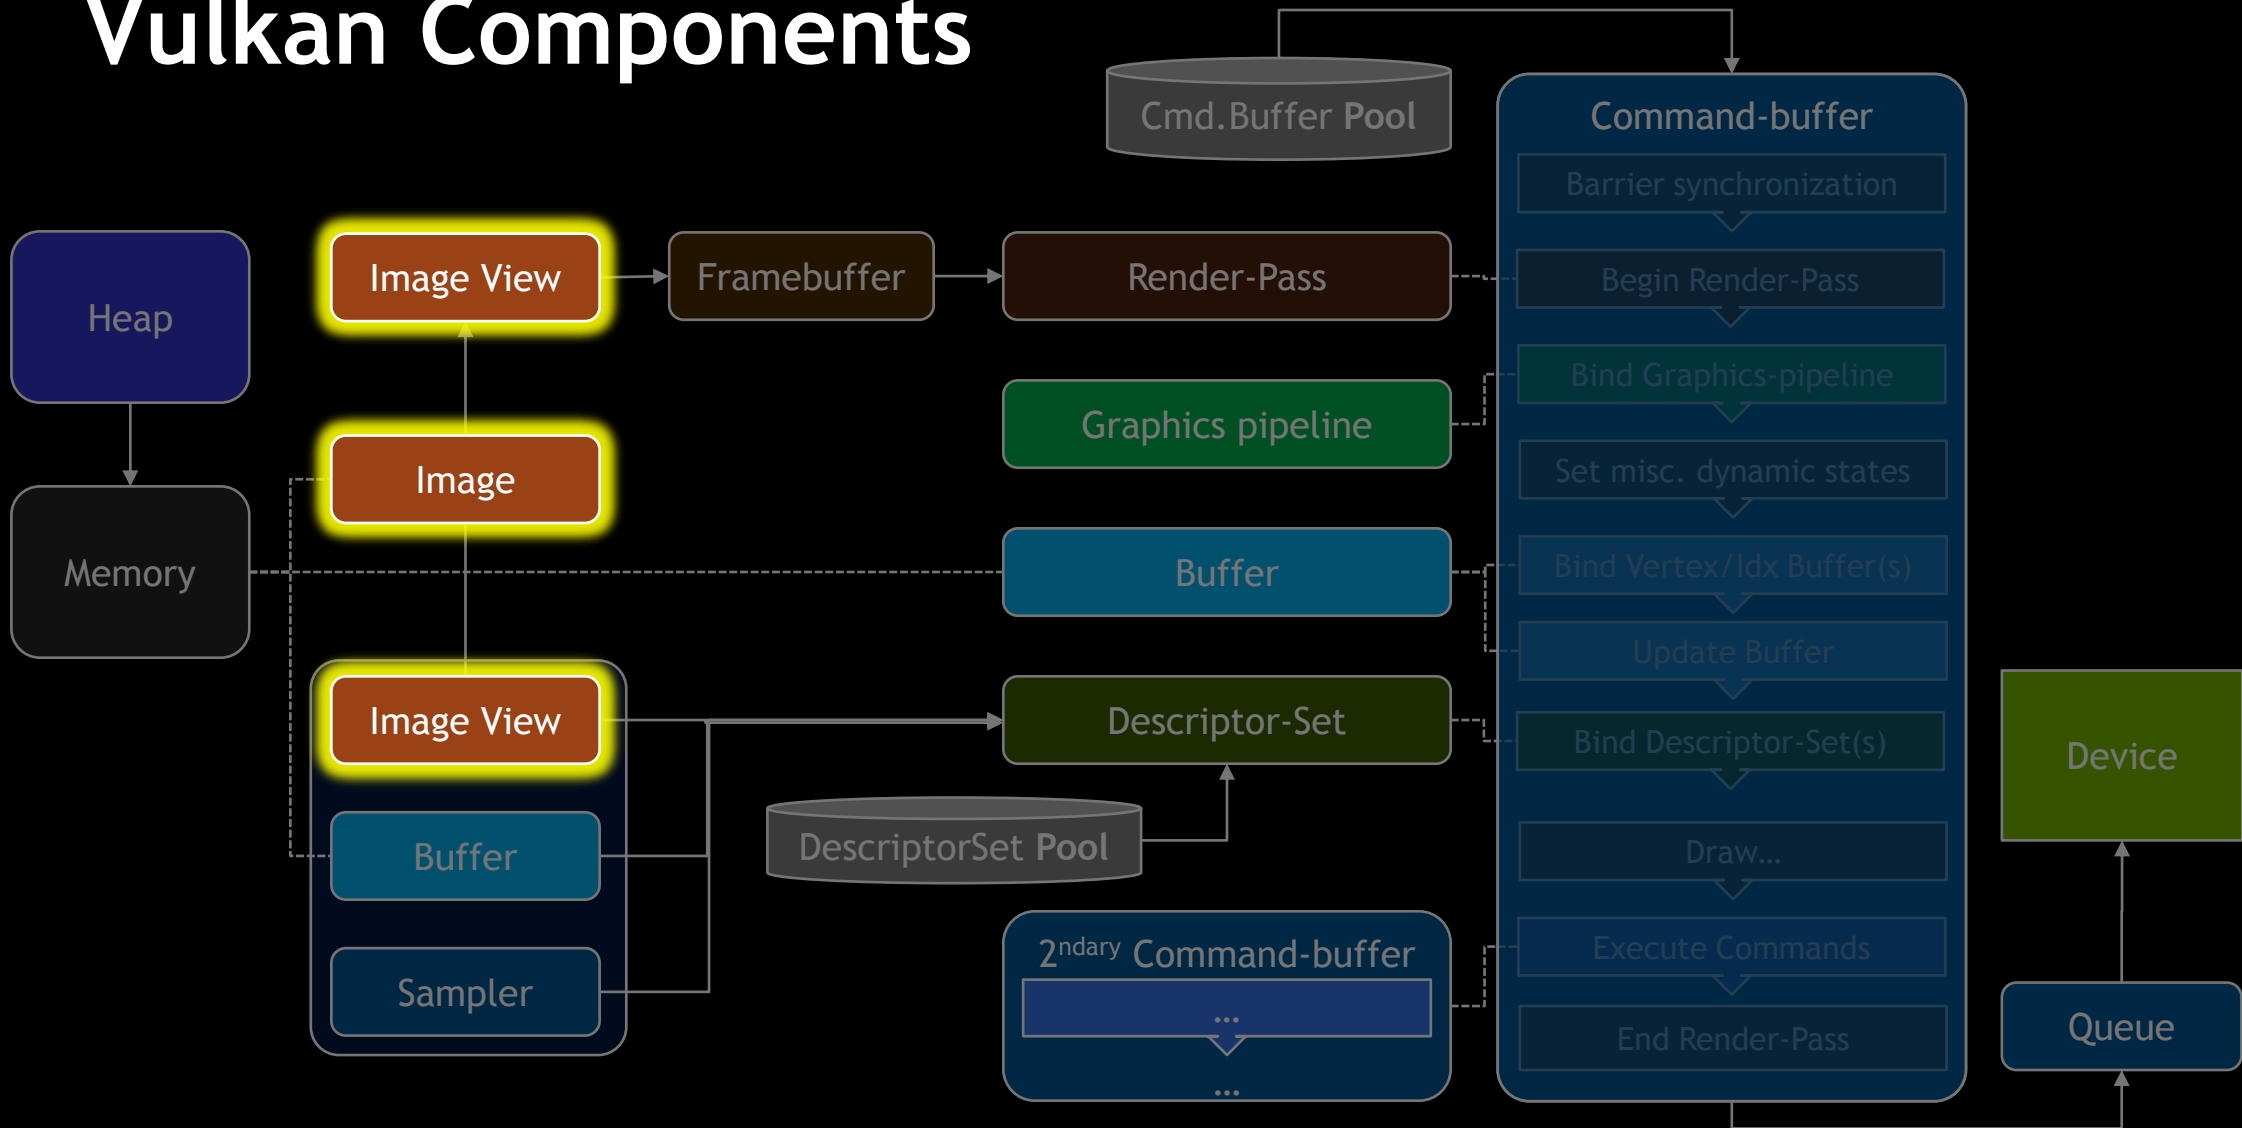 Vulkan Components
Cmd.Buffer Pool
Command-buffer
Barrier synchronization
Image View
Framebuffer
Render-Pass
Begin Render-Pass
Heap
Bind Graphics-pipeline
Graphics pipeline
Image
Set misc. dynamic states
Memory
Buffer
Bind Vertex/Idx Buffer(s)
Update Buffer
Image View
Descriptor-Set
Bind Descriptor-Set(s)
Device
Buffer
DescriptorSet Pool
Draw…
2ndary Command-buffer
Execute Commands
Sampler
…
Queue
End Render-Pass
…